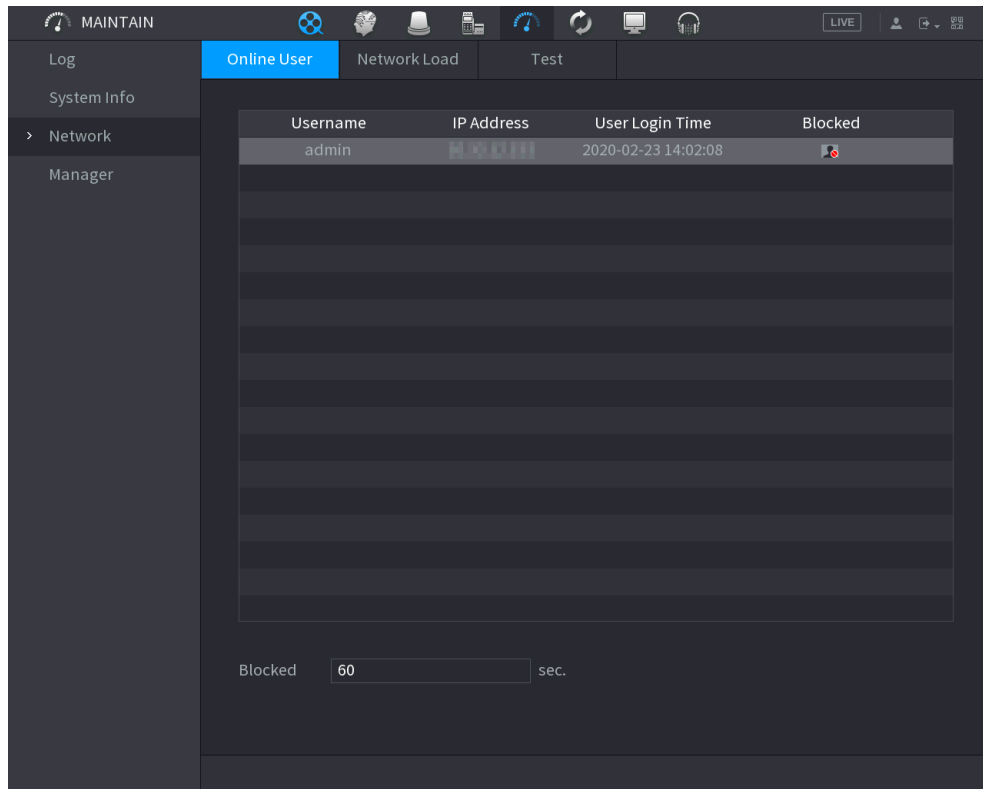 MAINTAIN
LIVE
Log
System Info
Network
Manager
Online User Network Load Test
Username IP Address User Login Time Blocked
admin 2020-02-23 14:02:08
Blocked 60 sec.